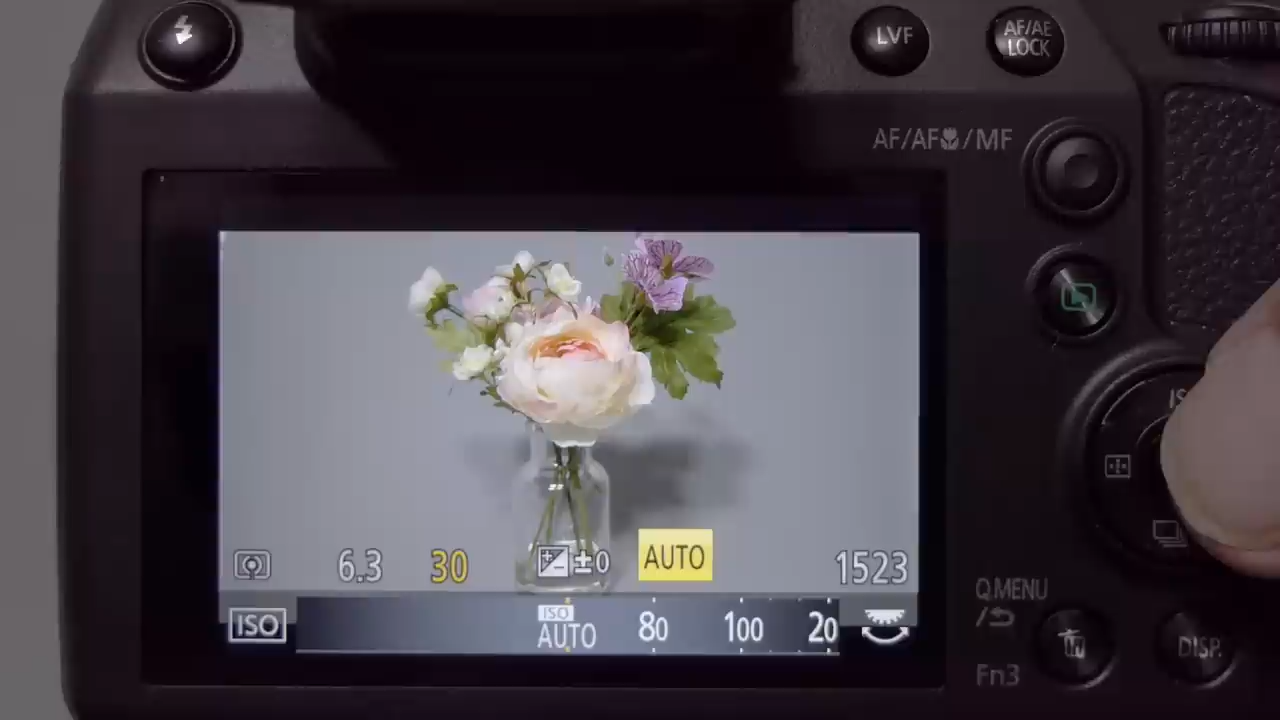 LVF
AF/AE
LOCK
AF/AF/MF
IS
6.3 30 ±0 AUTO 1523
ISO ISO
AUTO 80 100 20
Q.MENU
/
Fn3
DISP.